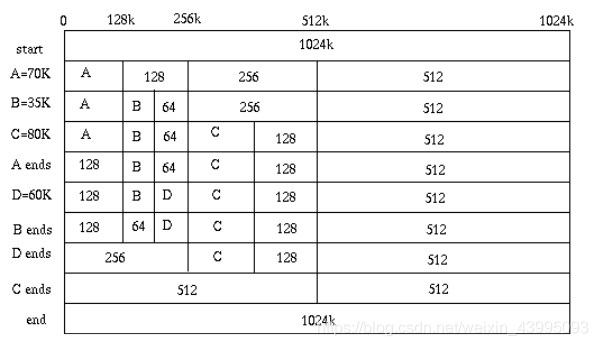 0 128k 256k 512k 1024k
start 1024k
A=70K A 128 256 512
B=35K A B 64 256 512
C=80K A B 64 C 128 512
A ends 128 B 64 C 128 512
D=60K 128 B D C 128 512
B ends 128 64 D C 128 512
D ends 256 C 128 512
C ends 512 512
end 1024k
https://blog.csdn.net/weixin_43995093